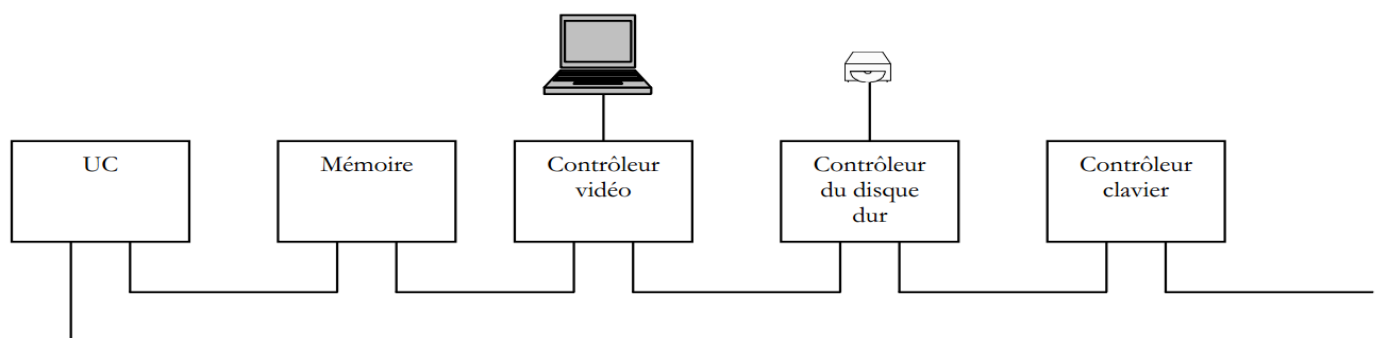 UC
Mémoire
Contrôleur
vidéo
Contrôleur
du disque
dur
Contrôleur
clavier